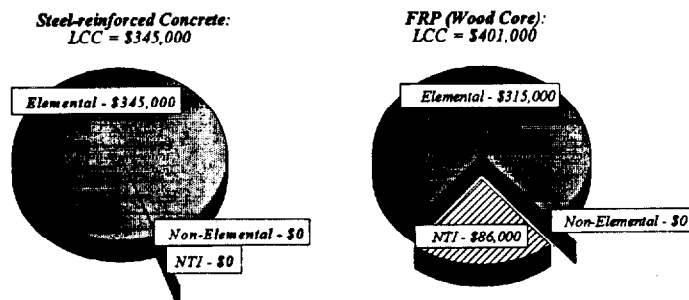 Steel-reinforced Concrete:
LCC = $345,000
Elemental - $345,000
Non-Elemental - $0
NTI - $0
FRP (Wood Core):
LCC = $401,000
Elemental - $315,000
Non-Elemental - $0
NTI - $86,000